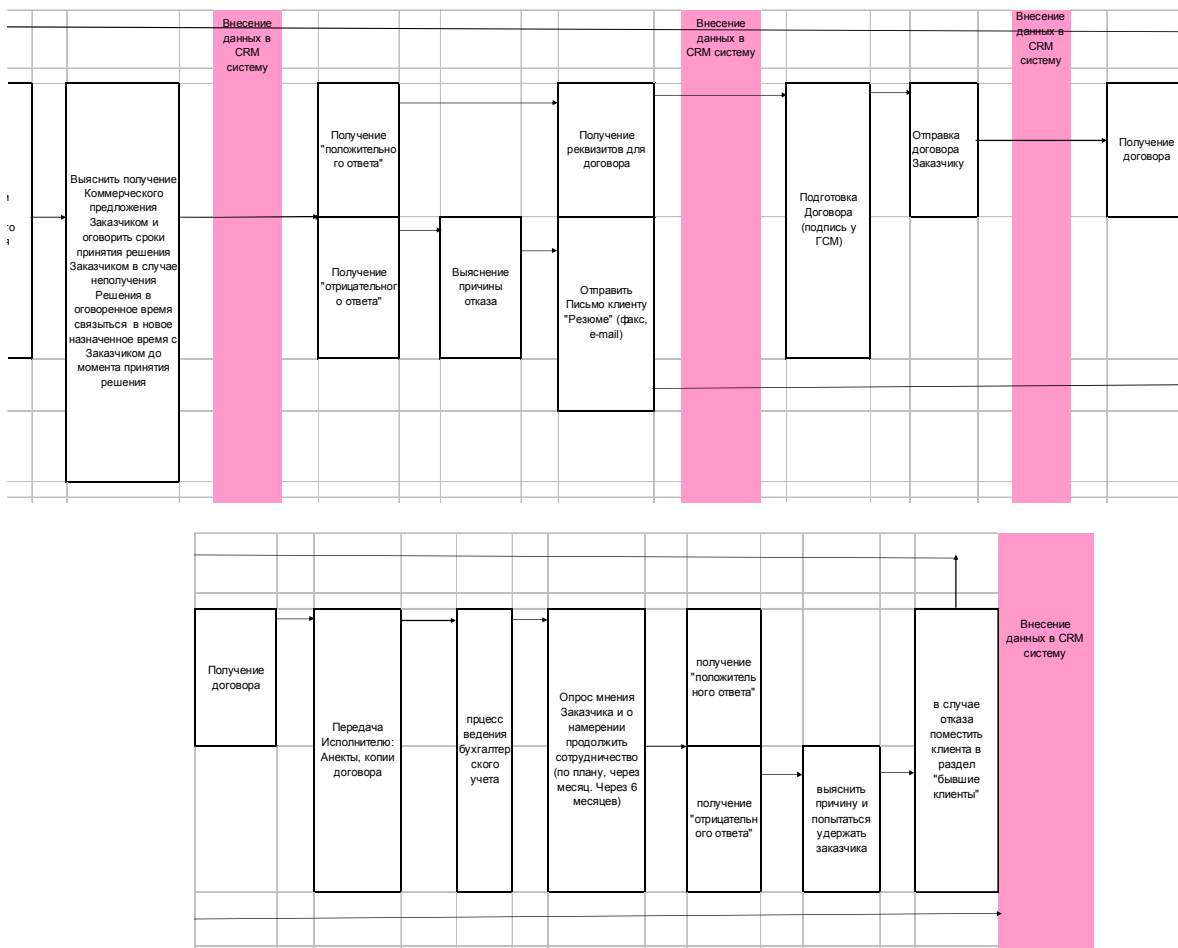 Внесение
данных в
CRM
систему
Внесение
данных в
CRM систему
Внесение
данных в
CRM
систему
Выяснить получение
Коммерческого
предложения
Заказчиком и
оговорить сроки
принятия решения
Заказчиком в случае
неполучения
Решения в
оговоренное время
связыться в новое
назначенное время с
Заказчиком до
момента принятия
решения
Получение
"положительно
го ответа"
Получение
"отрицательног
о ответа"
Выяснение
причины
отказа
Получение
реквизитов для
договора
Отправить
Письмо клиенту
"Резюме" (факс,
e-mail)
Подготовка
Договора
(подпись у
ГСМ)
Отправка
договора
Заказчику
Получение
договора
Получение
договора
Передача
Исполнителю:
Анекты, копии
договора
прцесс
ведения
бухгалтер
ского
учета
Опрос мнения
Заказчика и о
намерении
продолжить
сотрудничество
(по плану, через
месяц. Через 6
месяцев)
получение
"положитель
ного ответа"
получение
"отрицательн
ого ответа"
выяснить
причину и
попытаться
удержать
заказчика
в случае
отказа
поместить
клиента в
раздел
"бывшие
клиенты"
Внесение
данных в CRM
систему